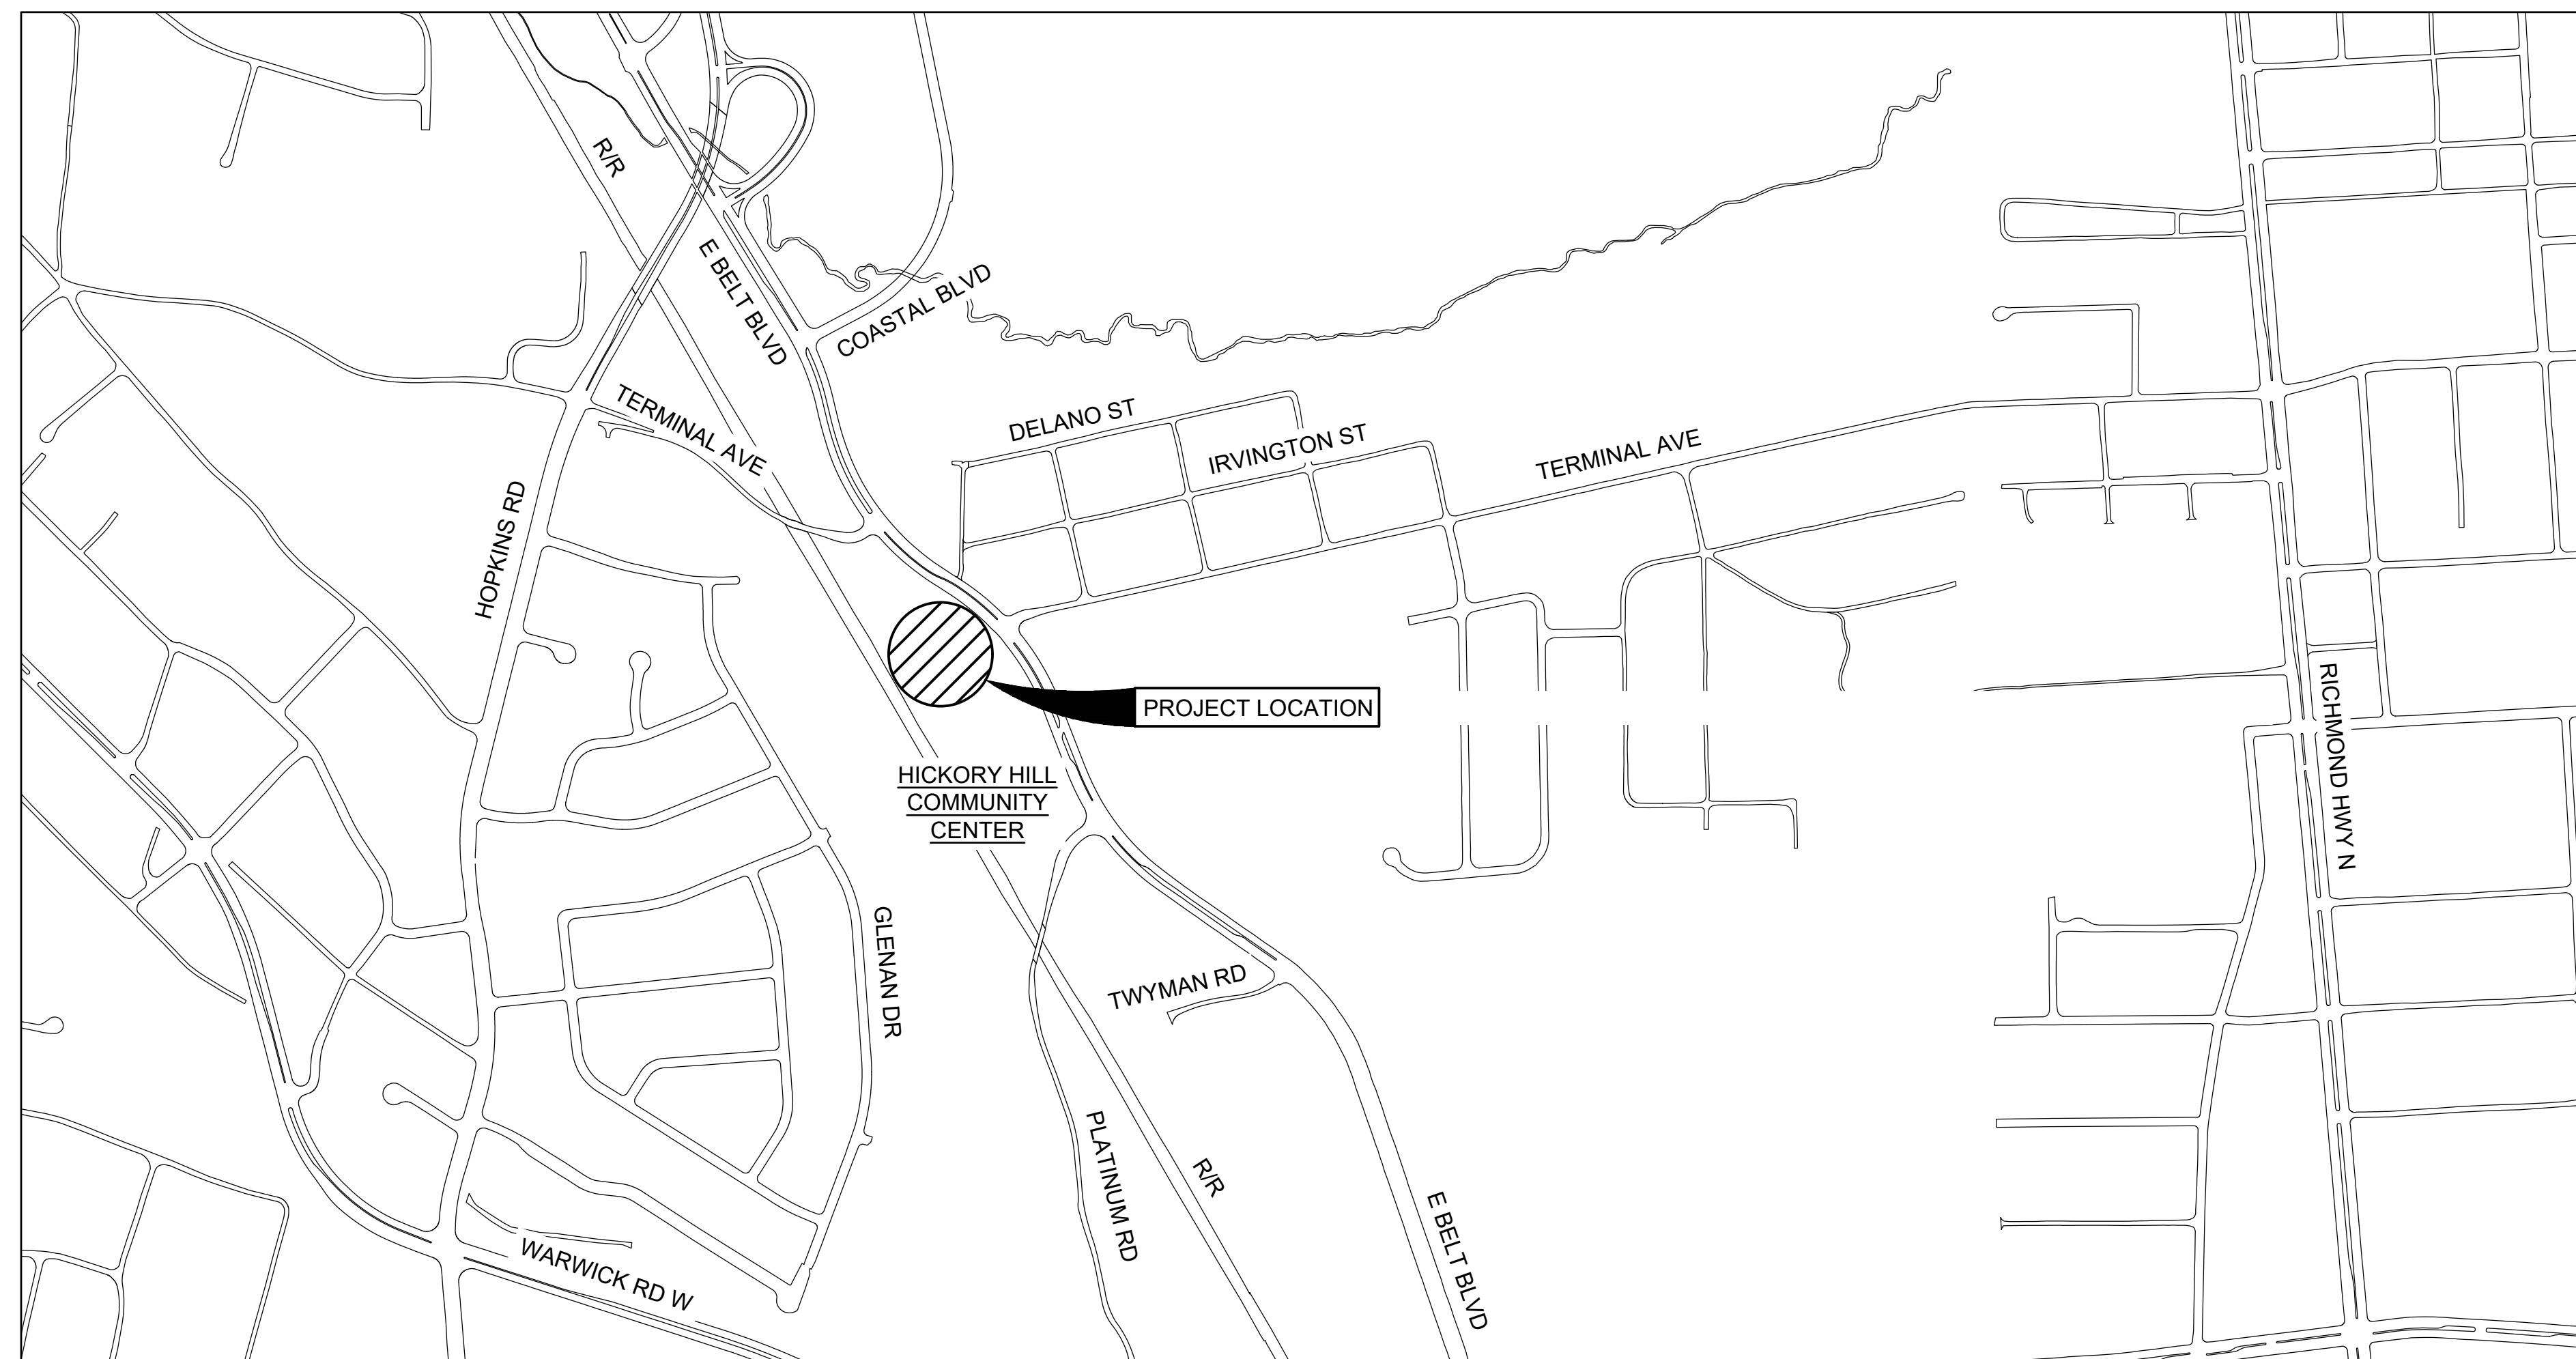 R/R
E BELT BLVD
COASTAL BLVD
TERMINAL AVE
DELANO ST
IRVINGTON ST
TERMINAL AVE
HOPKINS RD
PROJECT LOCATION
RICHMOND HWY N
HICKORY HILL
COMMUNITY
CENTER
GLENAN DR
TWYMAN RD
PLATINUM RD
R/R
E BELT BLVD
WARWICK RD W